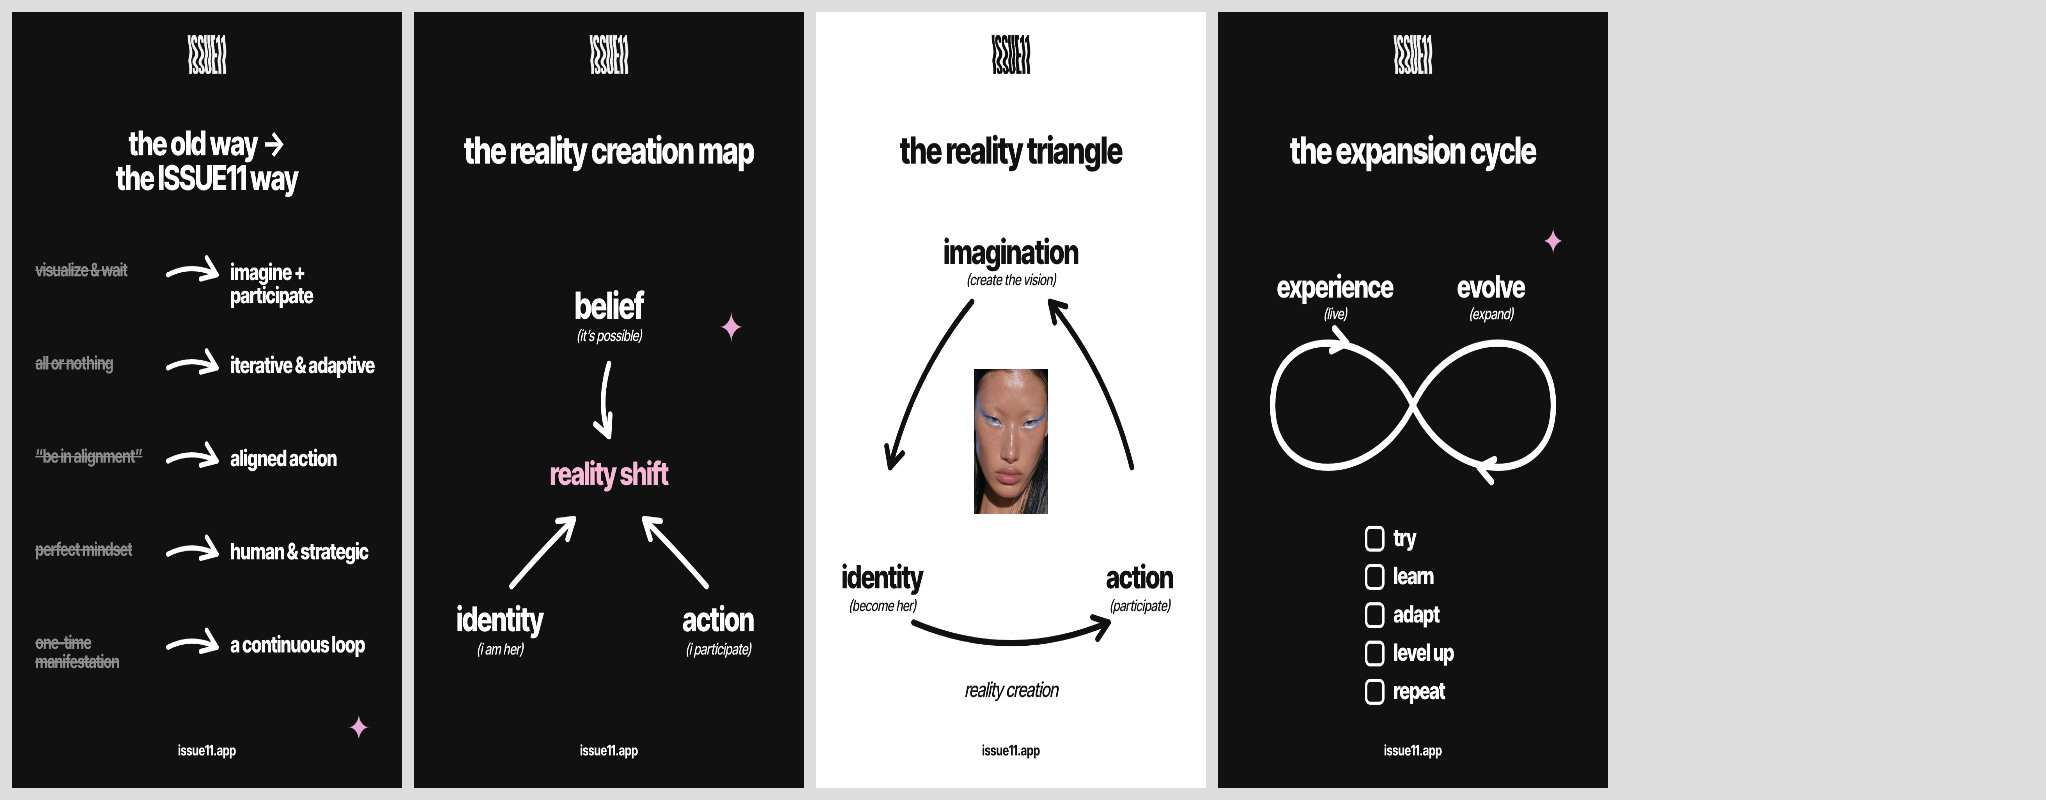 ISSUE11
the old way →
the ISSUE11 way
visualize & wait
imagine +
participate
all or nothing
iterative & adaptive
"be in alignment"
aligned action
perfect mindset
human & strategic
one-time
manifestation
a continuous loop
issue11.app
ISSUE11
the reality creation map
belief
(it's possible)
reality shift
identity
(i am her)
action
(i participate)
issue11.app
ISSUE11
the reality triangle
imagination
(create the vision)
identity
(become her)
action
(participate)
reality creation
issue11.app
ISSUE11
the expansion cycle
experience
(live)
evolve
(expand)
try
learn
adapt
level up
repeat
issue11.app